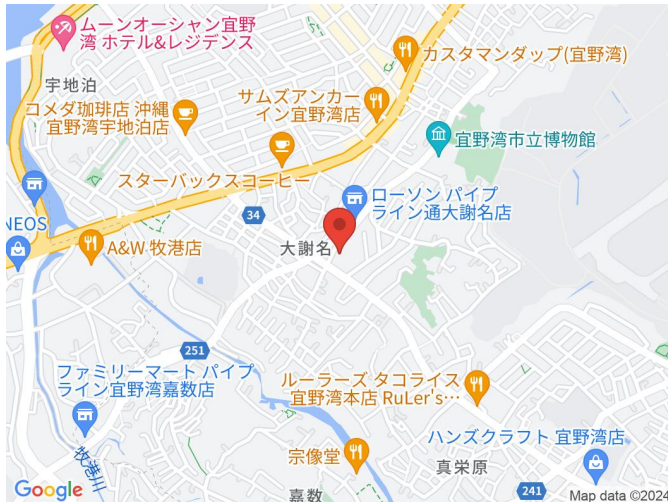 ムーンオーシャン宜野
湾 ホテル&レジデンス
カスタマンダップ(宜野湾)
宇地泊
コメダ珈琲店 沖縄
宜野湾宇地泊店
サムズアンカー
イン宜野湾店
宜野湾市立博物館
スターバックスコーヒー
ローソン パイプ
ライン通大謝名店
34
NEOS
A&W 牧港店
大謝名
251
ファミリーマート パイプ
ライン宜野湾嘉数店
ルーラーズ タコライス
宜野湾本店 RuLer's…
ハンズクラフト 宜野湾店
宗像堂
真栄原
牧港川
嘉数
241
Google
Map data ©2024